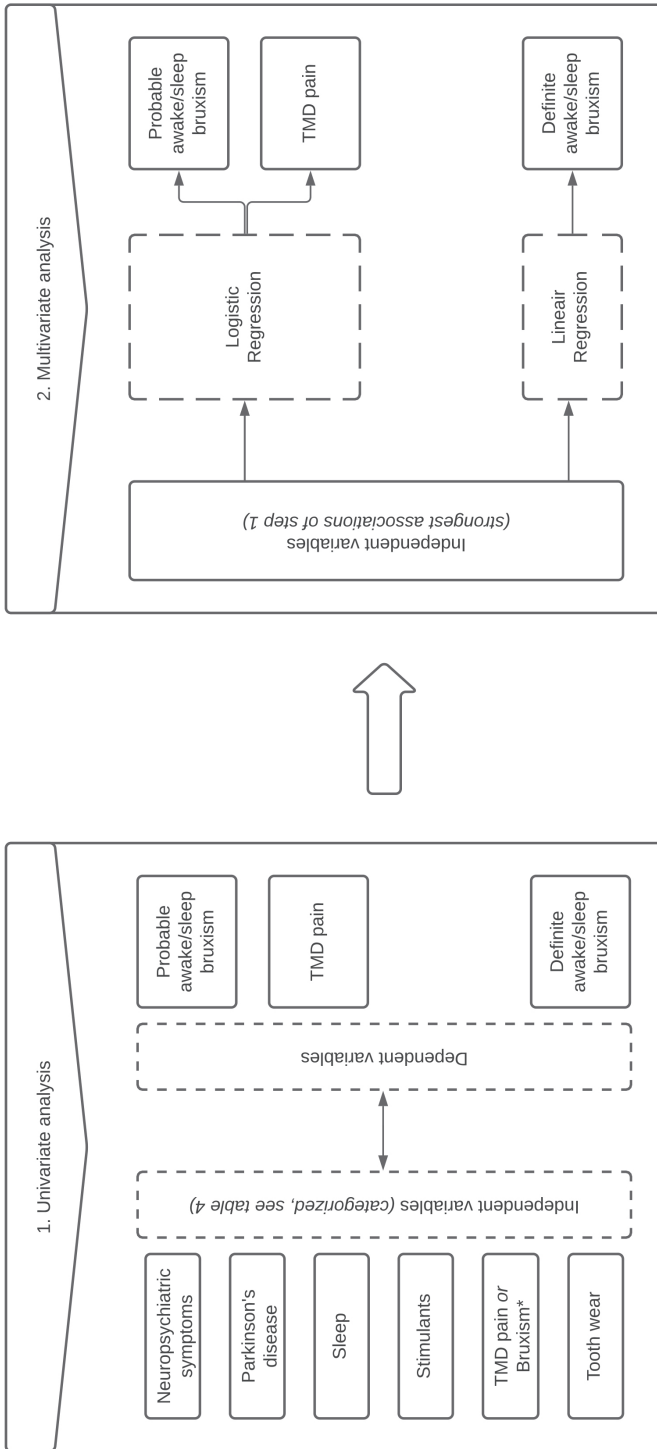 1. Univariate analysis
Neuropsychiatric
symptoms
Parkinson's
disease
Sleep
Stimulants
TMD pain or
Bruxism*
Tooth wear
Independent variables (categorized, see table 4)
Dependent variables
Probable
awake/sleep
bruxism
TMD pain
Definite
awake/sleep
bruxism
2. Multivariate analysis
Independent variables
(strongest associations of step 1)
Logistic
Regression
Lineair
Regression
Probable
awake/sleep
bruxism
TMD pain
Definite
awake/sleep
bruxism